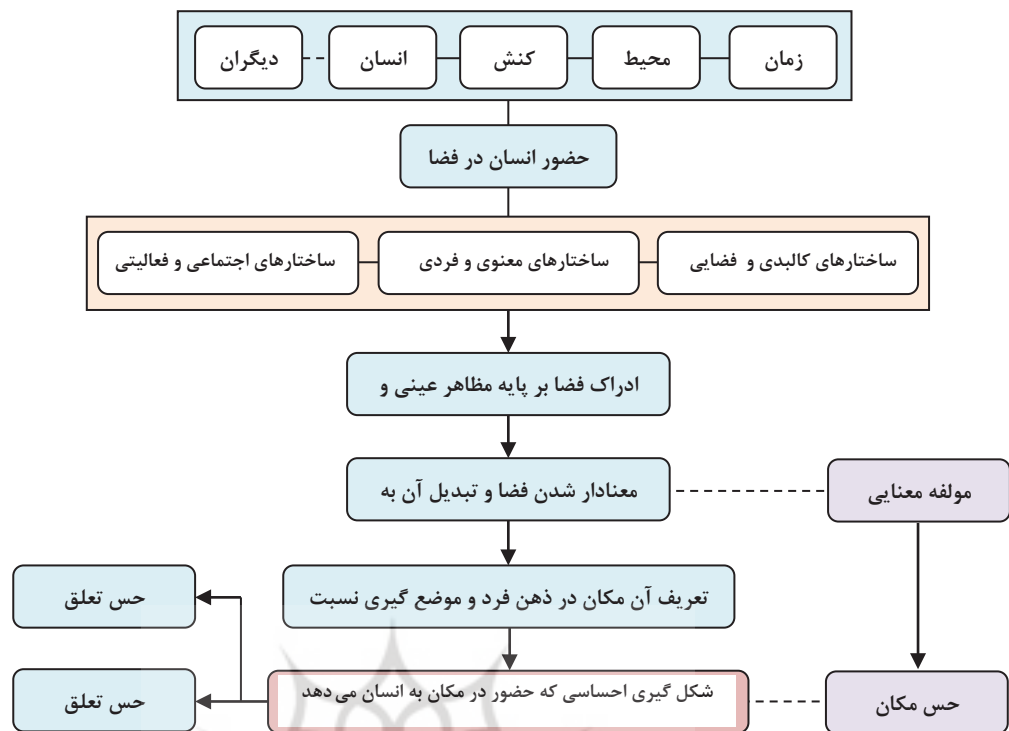 زمان
محیط
کنش
انسان
دیگران
حضور انسان در فضا
ساختارهای کالبدی و فضایی
ساختارهای معنوی و فردی
ساختارهای اجتماعی و فعالیتی
ادراک فضا بر پایه مظاهر عینی و
معنادار شدن فضا و تبدیل آن به
مولفه معنایی
تعریف آن مکان در ذهن فرد و موضع گیری نسبت
حس تعلق
شکل گیری احساسی که حضور در مکان به انسان می دهد
حس مکان
حس تعلق